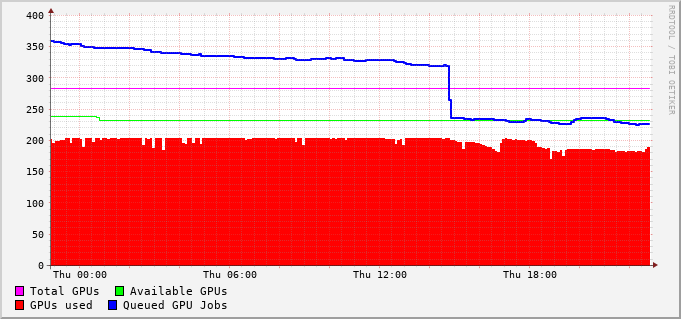 RRDTOOL / TOBI OETIKER
400
350
300
250
200
150
100
50
0
Thu 00:00 Thu 06:00 Thu 12:00 Thu 18:00
Total GPUs Available GPUs
GPUs used Queued GPU Jobs